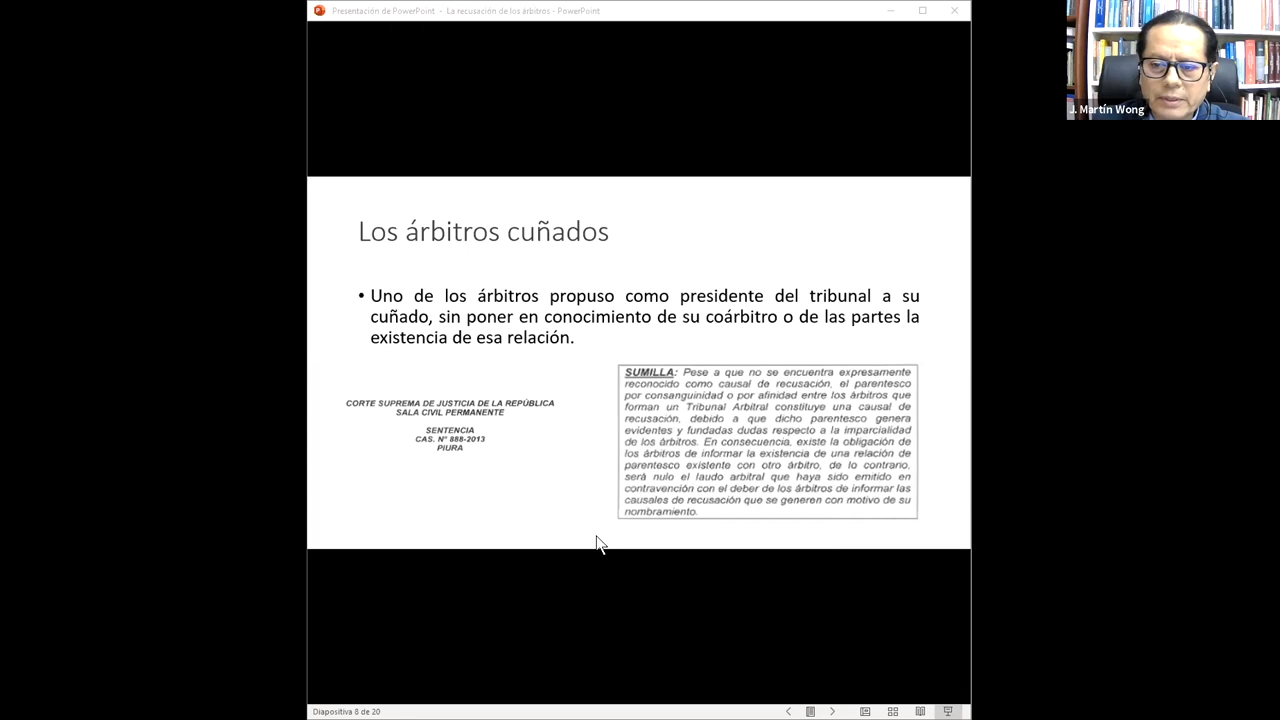 Presentación de PowerPoint - La recusación de los árbitros - PowerPoint
J. Martín Wong
Los árbitros cuñados
• Uno de los árbitros propuso como presidente del tribunal a su
cuñado, sin poner en conocimiento de su coárbitro o de las partes la
existencia de esa relación.
CORTE SUPREMA DE JUSTICIA DE LA REPÚBLICA
SALA CIVIL PERMANENTE
SENTENCIA
CAS. N° 888-2013
PIURA
SUMILLA: Pese a que no se encuentra expresamente
reconocido como causal de recusación, el parentesco
por consanguinidad o por afinidad entre los árbitros que
forman un Tribunal Arbitral constituye una causal de
recusación, debido a que dicho parentesco genera
evidentes y fundadas dudas respecto a la imparcialidad
de los árbitros. En consecuencia, existe la obligación de
los árbitros de informar la existencia de una relación de
parentesco existente con otro árbitro, de lo contrario,
será nulo el laudo arbitral que haya sido emitido en
contravención con el deber de los árbitros de informar las
causales de recusación que se generen con motivo de su
nombramiento.
Diapositiva 8 de 20